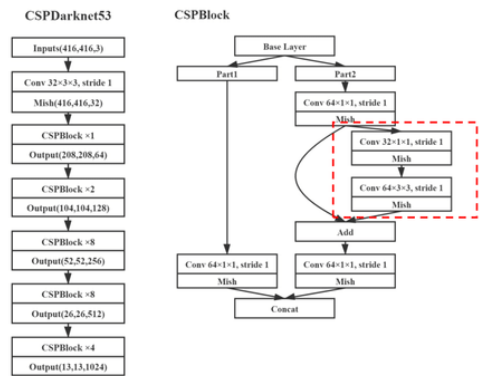 CSPDarknet53
Inputs(416,416,3)
Conv 32×3×3, stride 1
Mish(416,416,32)
CSPBlock ×1
Output(208,208,64)
CSPBlock ×2
Output(104,104,128)
CSPBlock ×8
Output(52,52,256)
CSPBlock ×8
Output(26,26,512)
CSPBlock ×4
Output(13,13,1024)
CSPBlock
Base Layer
Part1
Part2
Conv 64×1×1, stride 1
Mish
Conv 32×1×1, stride 1
Mish
Conv 64×3×3, stride 1
Mish
Add
Conv 64×1×1, stride 1
Mish
Conv 64×1×1, stride 1
Mish
Concat